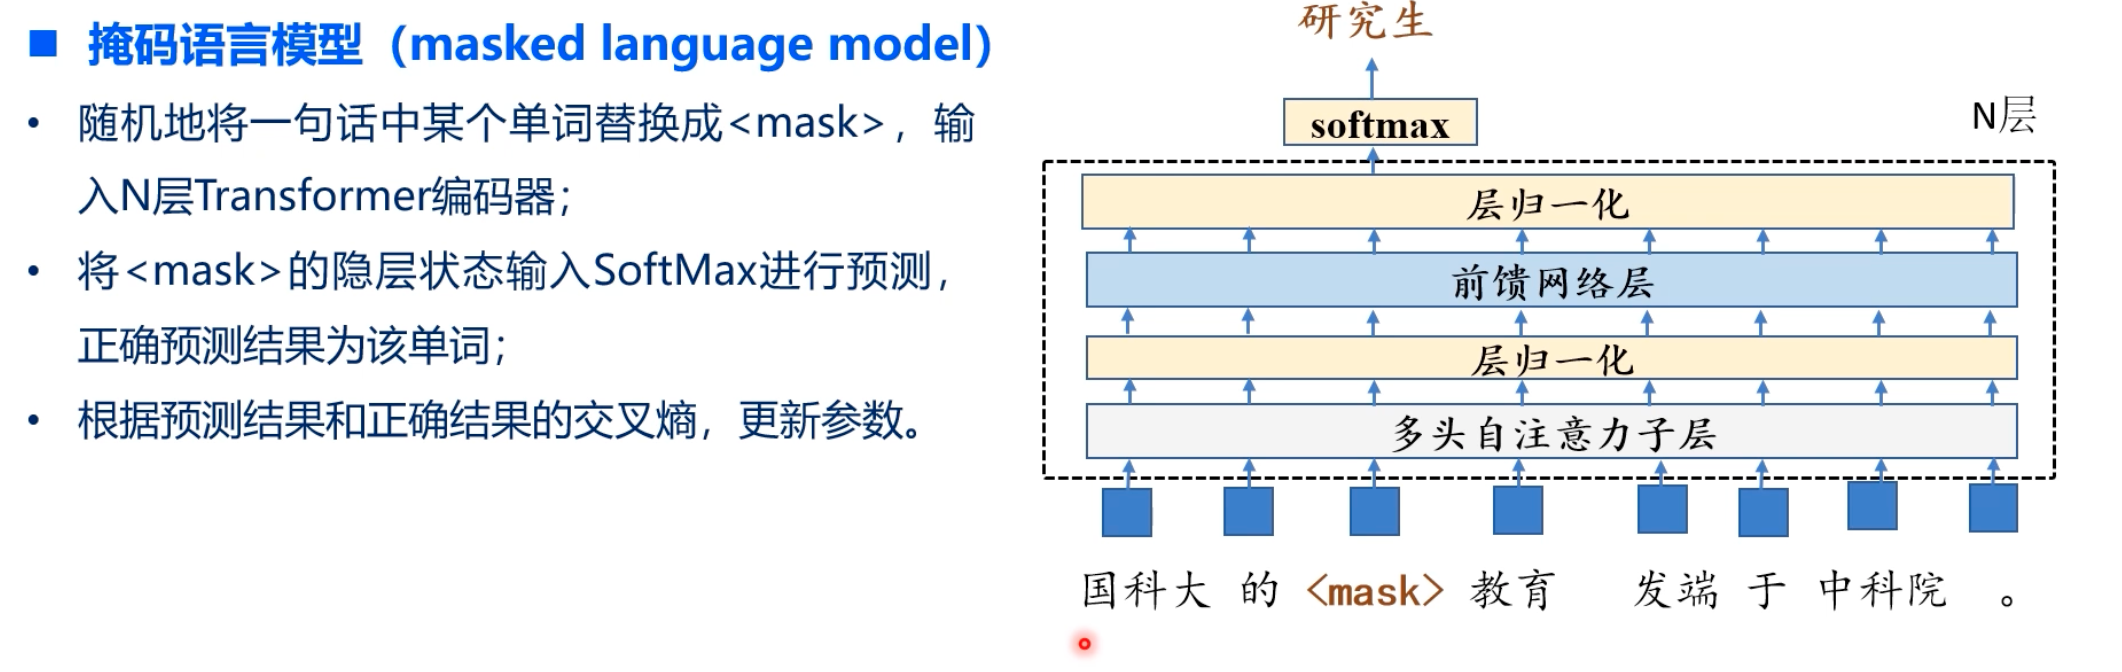 掩码语言模型（masked language model）
随机地将一句话中某个单词替换成<mask>，输
入N层Transformer编码器；
将<mask>的隐层状态输入SoftMax进行预测，
正确预测结果为该单词；
根据预测结果和正确结果的交叉熵，更新参数。
研究生
softmax
N层
层归一化
前馈网络层
层归一化
多头自注意力子层
国科大 的 <mask> 教育 发端 于 中科院 。